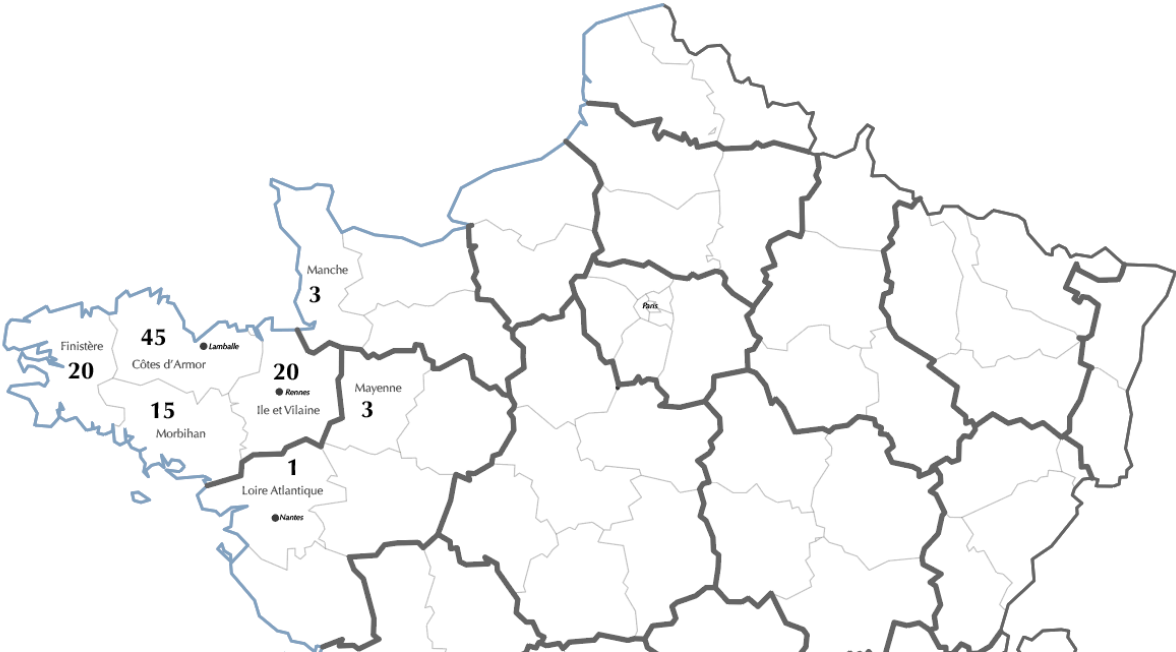 Manche
3
Paris
45
Finistère
Lamballe
20
Côtes d'Armor
20
Rennes
Mayenne
15
Ile et Vilaine
3
Morbihan
1
Loire Atlantique
Nantes